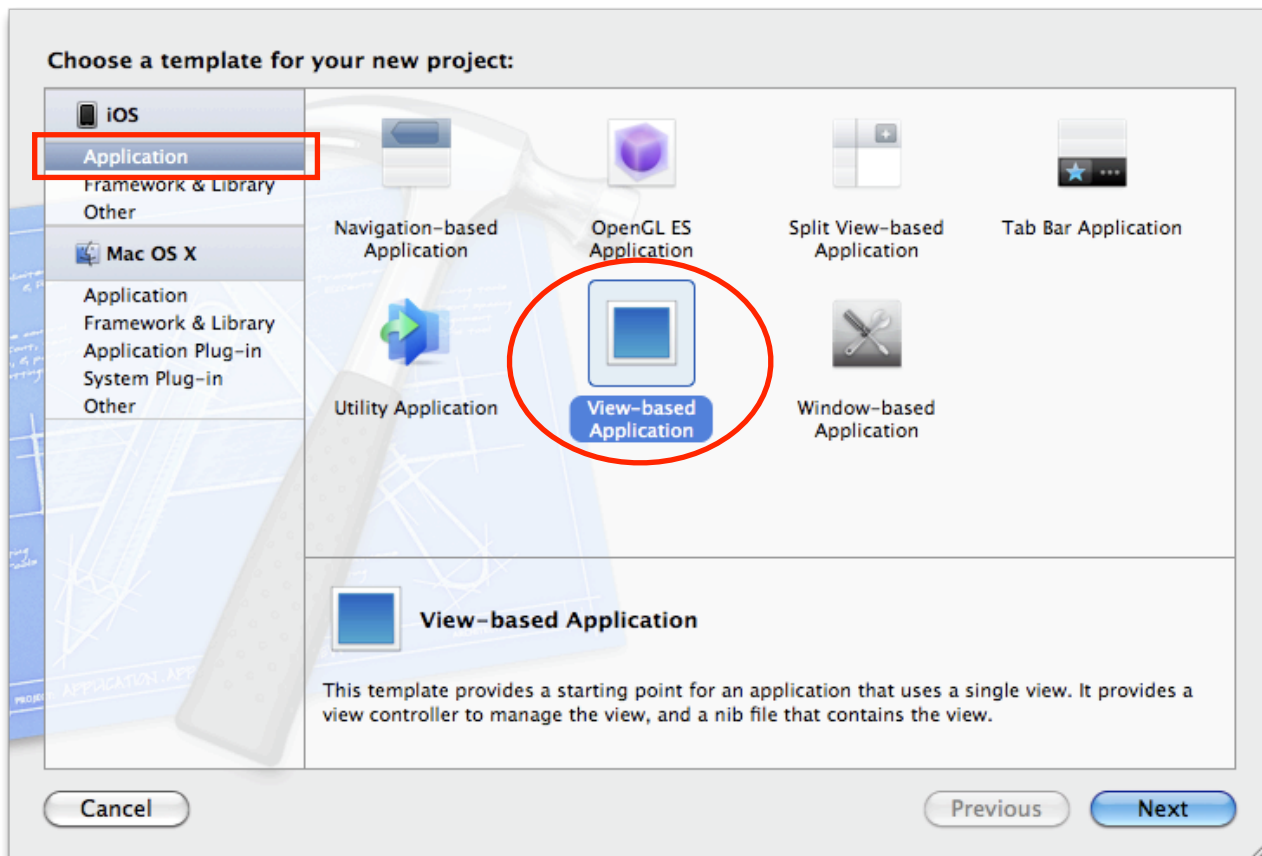 Choose a template for your new project:
iOS
Application
Framework & Library
Other
Mac OS X
Application
Framework & Library
Application Plug-in
System Plug-in
Other
Navigation-based
Application
OpenGL ES
Application
Split View-based
Application
Tab Bar Application
Utility Application
View-based
Application
Window-based
Application
View-based Application
This template provides a starting point for an application that uses a single view. It provides a
view controller to manage the view, and a nib file that contains the view.
Cancel
Previous
Next